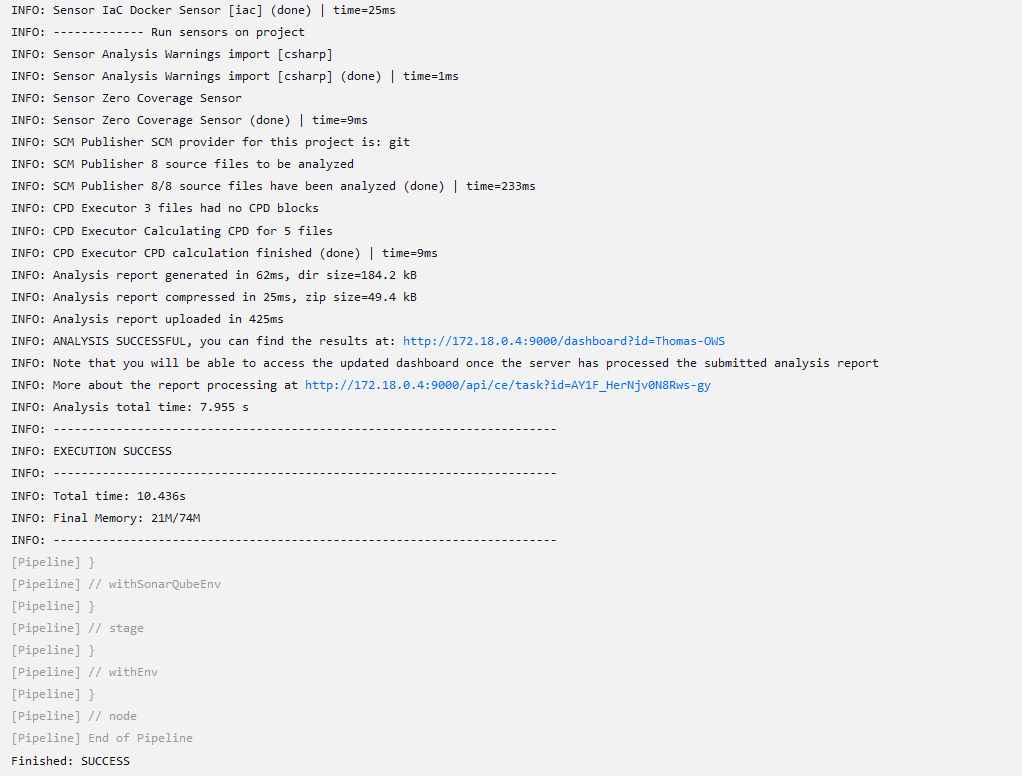 INFO: Sensor IaC Docker Sensor [iac] (done) | time=25ms
INFO: ------------- Run sensors on project
INFO: Sensor Analysis Warnings import [csharp]
INFO: Sensor Analysis Warnings import [csharp] (done) | time=1ms
INFO: Sensor Zero Coverage Sensor
INFO: Sensor Zero Coverage Sensor (done) | time=9ms
INFO: SCM Publisher SCM provider for this project is: git
INFO: SCM Publisher 8 source files to be analyzed
INFO: SCM Publisher 8/8 source files have been analyzed (done) | time=233ms
INFO: CPD Executor 3 files had no CPD blocks
INFO: CPD Executor Calculating CPD for 5 files
INFO: CPD Executor CPD calculation finished (done) | time=9ms
INFO: Analysis report generated in 62ms, dir size=184.2 kB
INFO: Analysis report compressed in 25ms, zip size=49.4 kB
INFO: Analysis report uploaded in 425ms
INFO: ANALYSIS SUCCESSFUL, you can find the results at: http://172.18.0.4:9000/dashboard?id=Thomas-OWS
INFO: Note that you will be able to access the updated dashboard once the server has processed the submitted analysis report
INFO: More about the report processing at http://172.18.0.4:9000/api/ce/task?id=AY1F_HerNjv0N8Rws-gy
INFO: Analysis total time: 7.955 s
INFO: ------------------------------------------------------------------------
INFO: EXECUTION SUCCESS
INFO: ------------------------------------------------------------------------
INFO: Total time: 10.436s
INFO: Final Memory: 21M/74M
INFO: ------------------------------------------------------------------------
[Pipeline] }
[Pipeline] // withSonarQubeEnv
[Pipeline] }
[Pipeline] // stage
[Pipeline] }
[Pipeline] // withEnv
[Pipeline] }
[Pipeline] // node
[Pipeline] End of Pipeline
Finished: SUCCESS